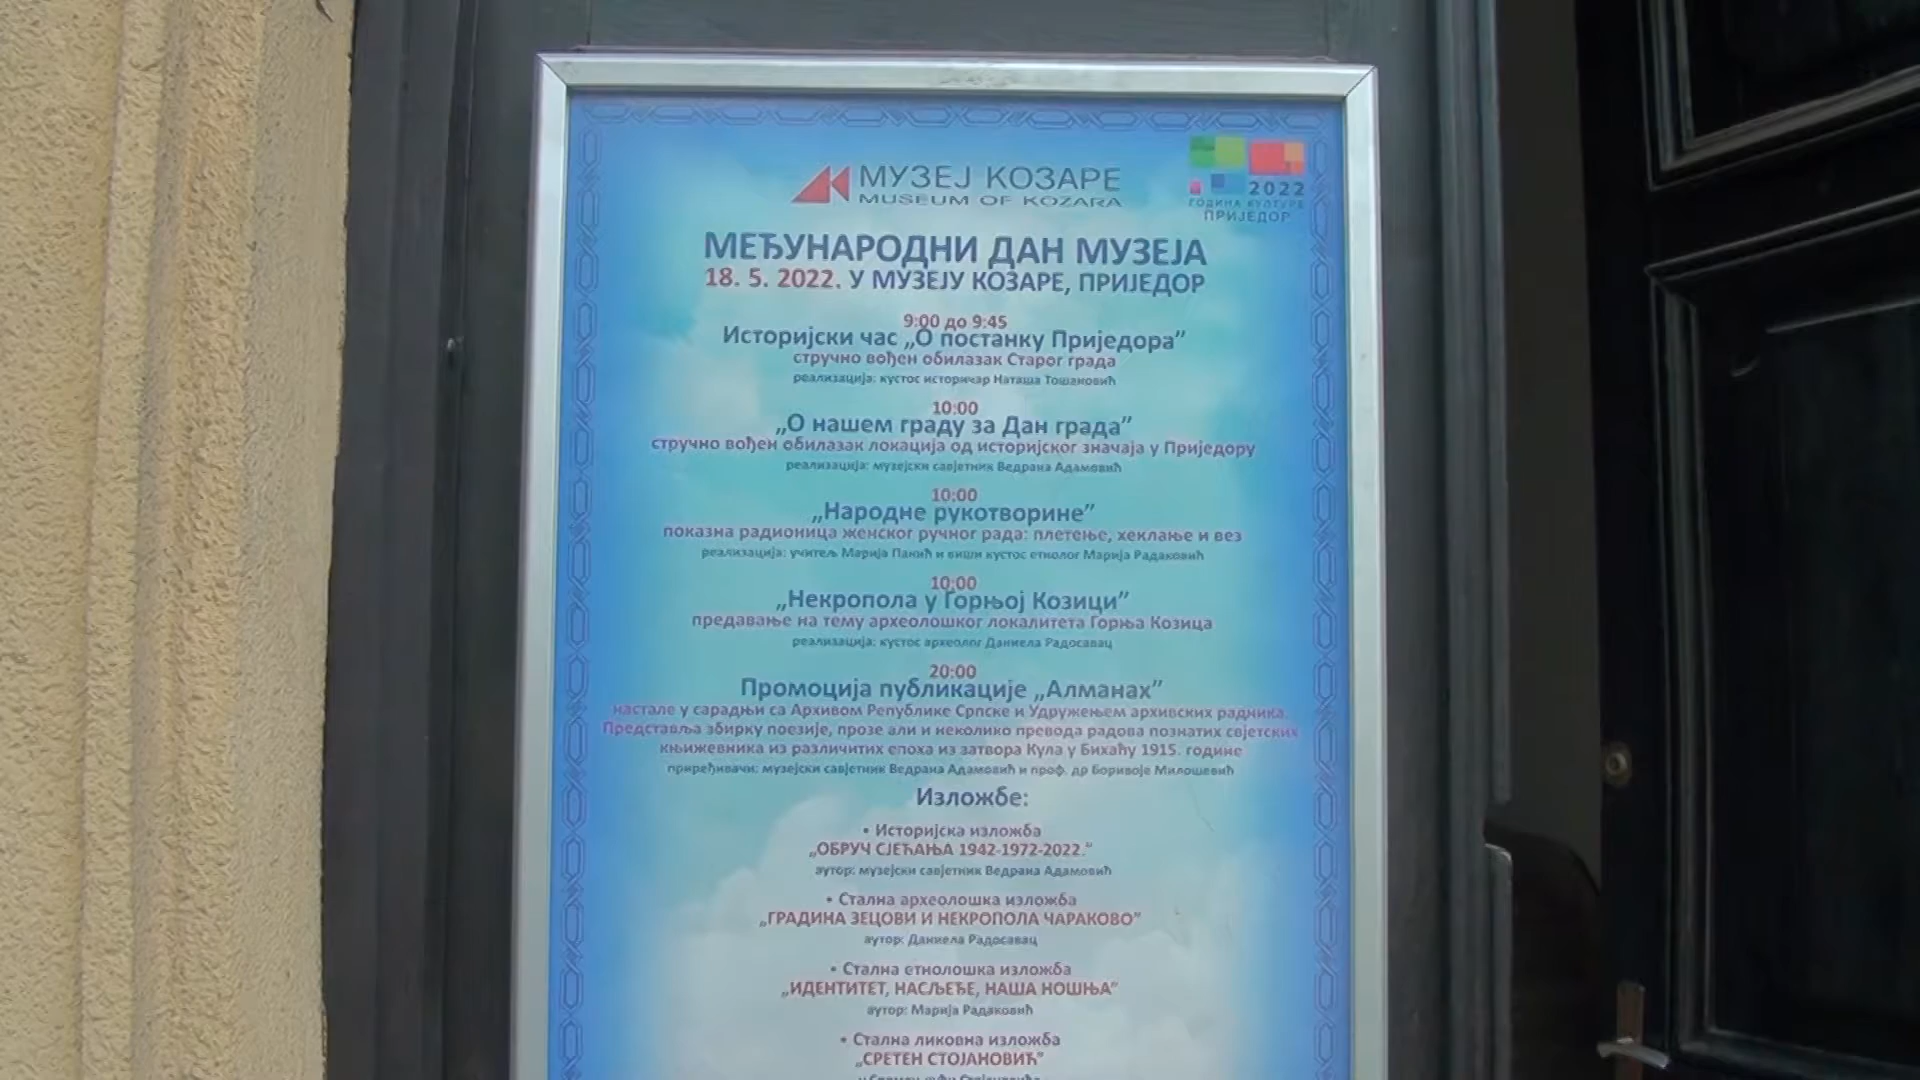 МУЗЕЈ КОЗАРЕ
MUSEUM OF KOZARA
2022
ГОДИНА КУЛТУРЕ
ПРИЈЕДОР
МЕЂУНАРОДНИ ДАН МУЗЕЈА
18. 5. 2022. У МУЗЕЈУ КОЗАРЕ, ПРИЈЕДОР
9:00 до 9:45
Историјски час „О постанку Приједора”
стручно вођен обилазак Старог града
реализација: кустос историчар Наташа Тошановић
10:00
„О нашем граду за Дан града”
стручно вођен обилазак локација од историјског значаја у Приједору
реализација: музејски савјетник Ведрана Адамовић
10:00
„Народне рукотворине”
показна радионица женског ручног рада: плетење, хеклање и вез
реализација: учитељ Марија Панић и виши кустос етнолог Марија Радаковић
10:00
„Некропола у Горњој Козици”
предавање на тему археолошког локалитета Горња Козица
реализација: кустос археолог Даниела Радосавац
20:00
Промоција публикације „Алманах”
настале у сарадњи са Архивом Републике Српске и Удружењем архивских радника.
Представља збирку поезије, прозе али и неколико превода радова познатих свјетских
књижевника из различитих епоха из затвора Кула у Бихаћу 1915. године
приређивачи: музејски савјетник Ведрана Адамовић и проф. др Боривоје Милошевић
Изложбе:
• Историјска изложба
„ОБРУЧ СЈЕЋАЊА 1942-1972-2022.”
аутор: музејски савјетник Ведрана Адамовић
• Стална археолошка изложба
„ГРАДИНА ЗЕЦОВИ И НЕКРОПОЛА ЧАРАКОВО”
аутор: Даниела Радосавац
• Стална етнолошка изложба
„ИДЕНТИТЕТ, НАСЉЕЂЕ, НАША НОШЊА”
аутор: Марија Радаковић
• Стална ликовна изложба
„СРЕТЕН СТОЈАНОВИЋ”